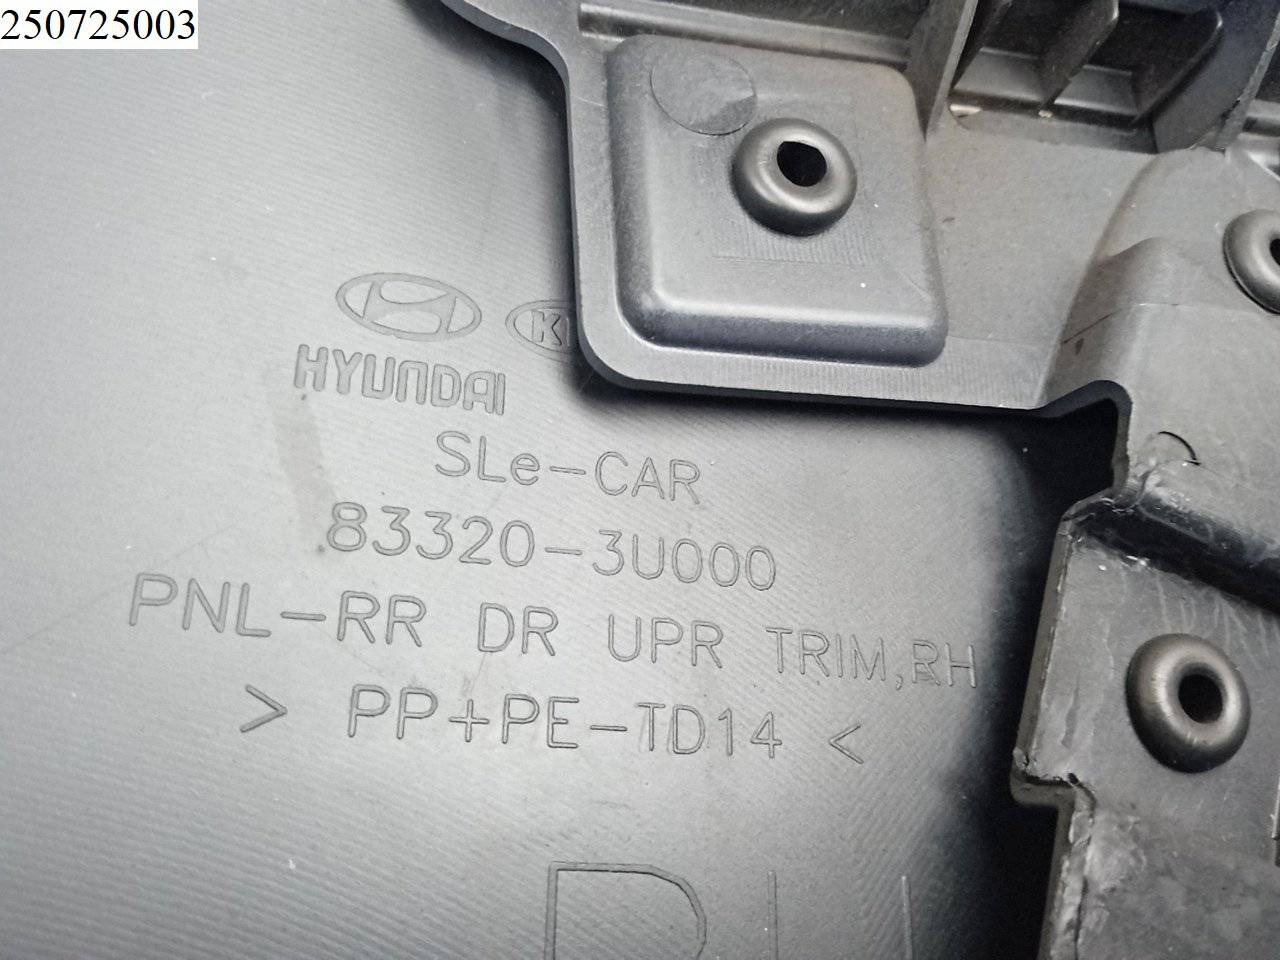 250725003
HYUNDAI
SLe-CAR
83320-3U000
PNL-RR DR UPR TRIM,RH
> PP+PE-TD14 <